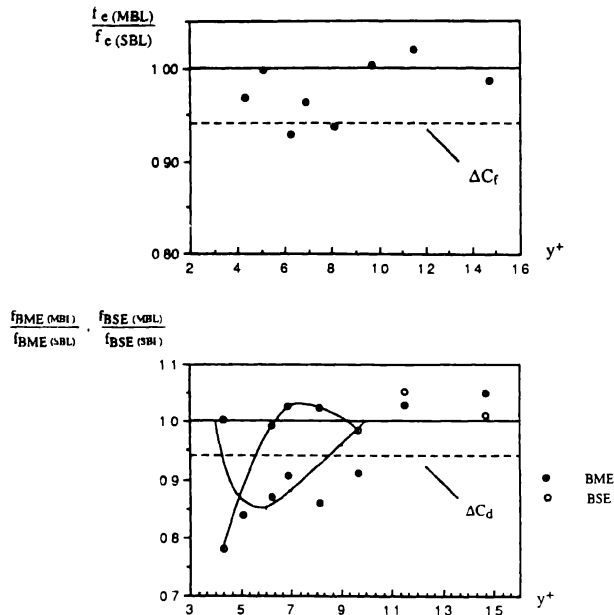 f e (MBL)
f e (SBL)
1 00
ΔCf
0 90
0 80
2 4 6 8 10 12 14 16
y+
fBME (MBL) , fBSE (MBL)
fBME (SBL) fBSE (SBL)
1 1
1 0
0 9
ΔCd
0 8
0 7
3 5 7 9 11 13 15
y+
BME
BSE